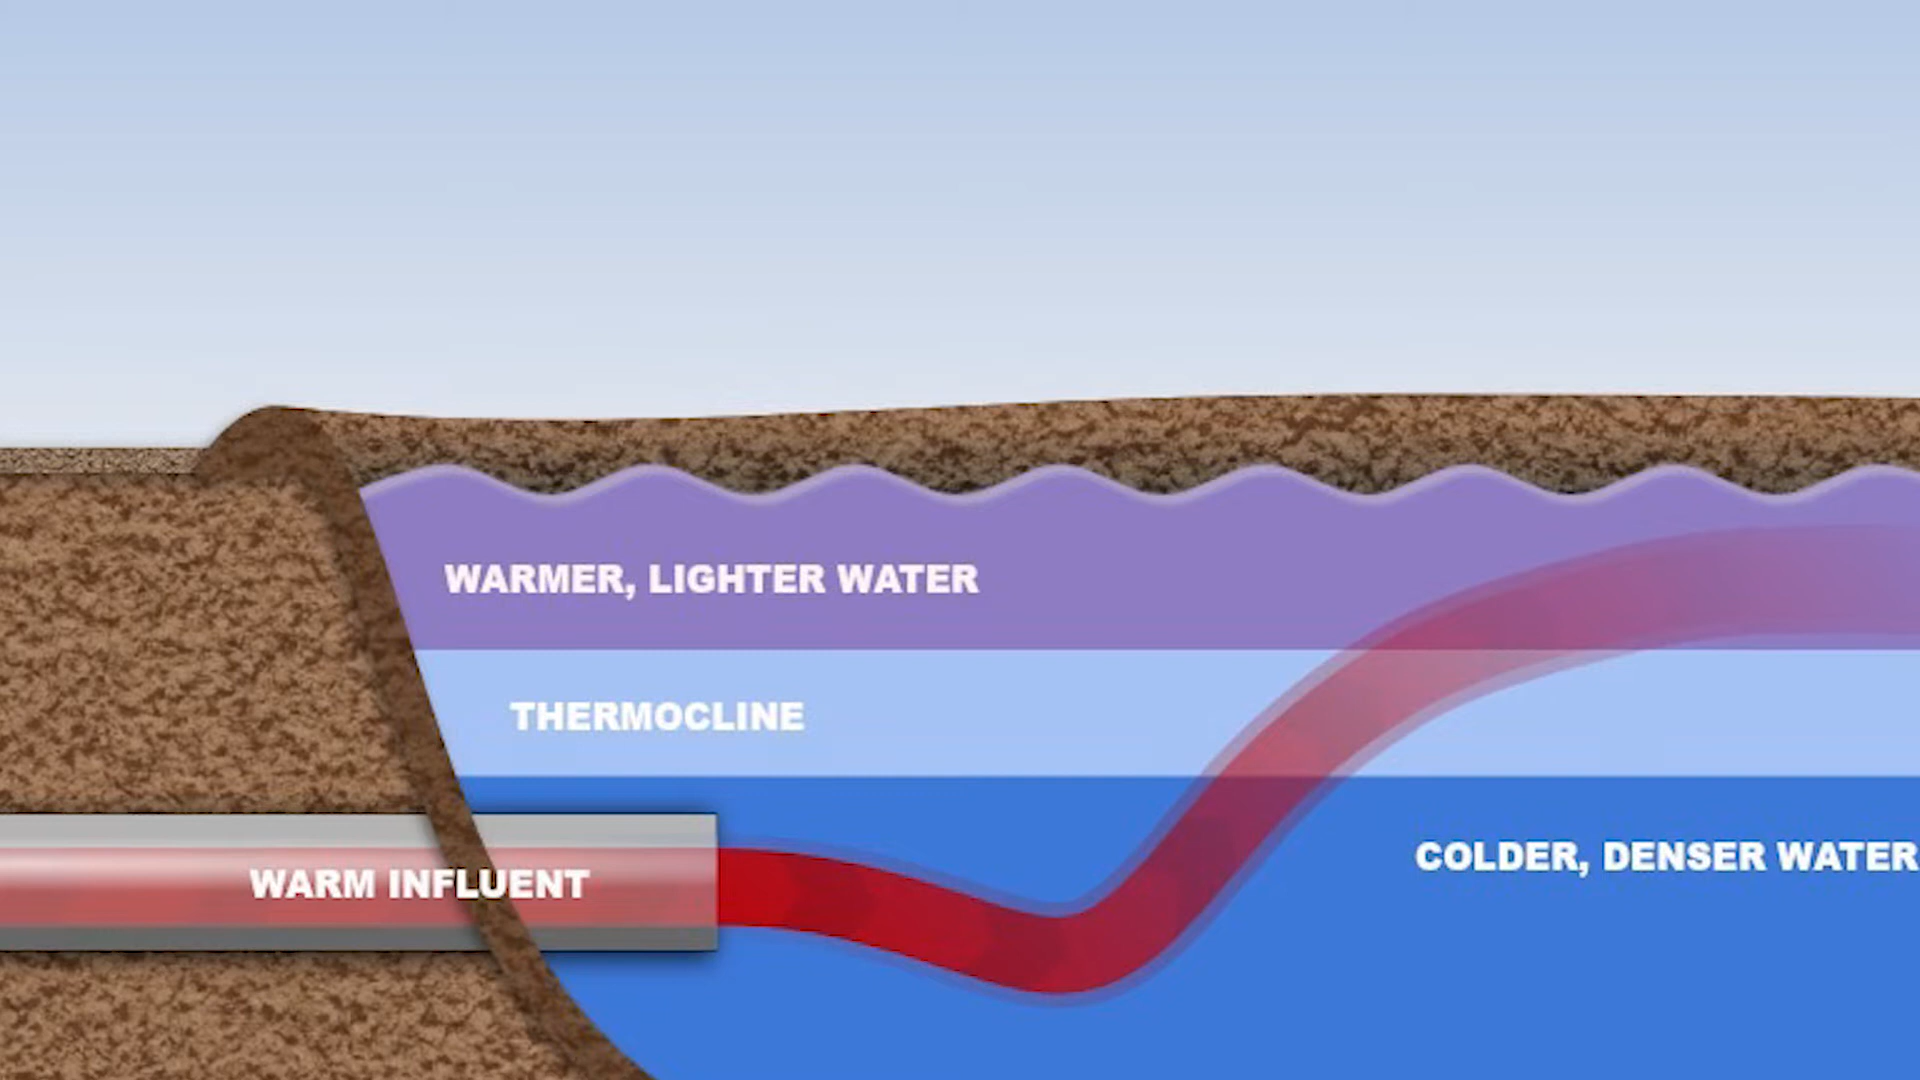 WARMER, LIGHTER WATER
THERMOCLINE
COLDER, DENSER WATER
WARM INFLUENT